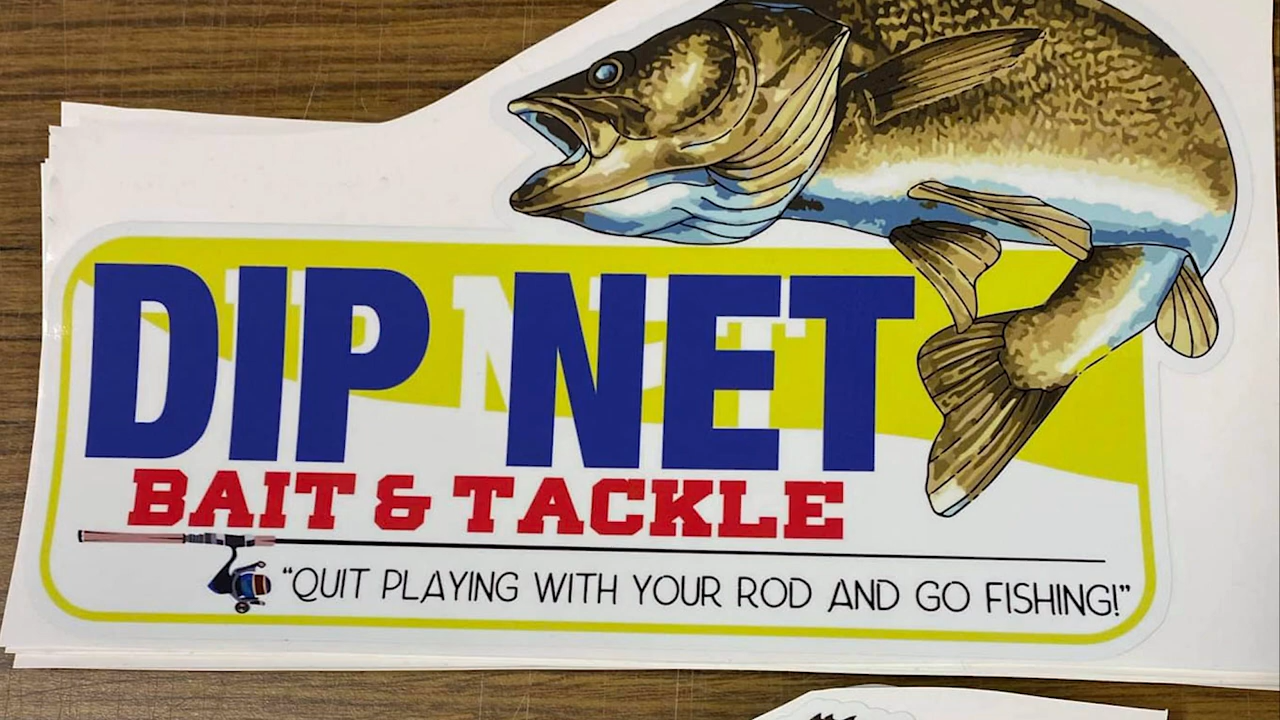 DIP NET
BAIT & TACKLE
“QUIT PLAYING WITH YOUR ROD AND GO FISHING!”